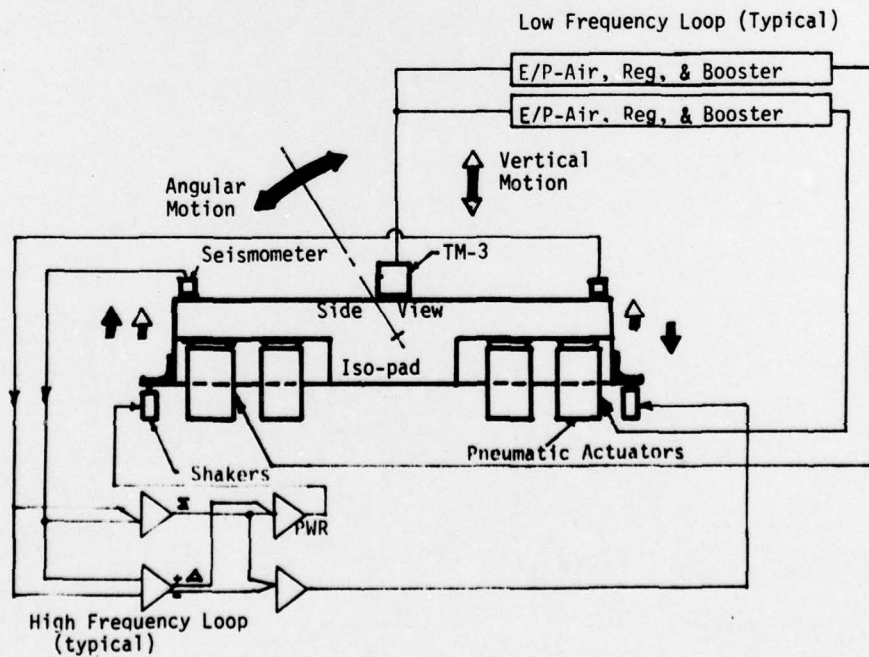 Low Frequency Loop (Typical)
E/P-Air, Reg, & Booster
E/P-Air, Reg, & Booster
Angular
Motion
Vertical
Motion
Seismometer
TM-3
Side View
Iso-pad
Pneumatic Actuators
Shakers
Σ
PWR
+ Δ
-
High Frequency Loop
(typical)